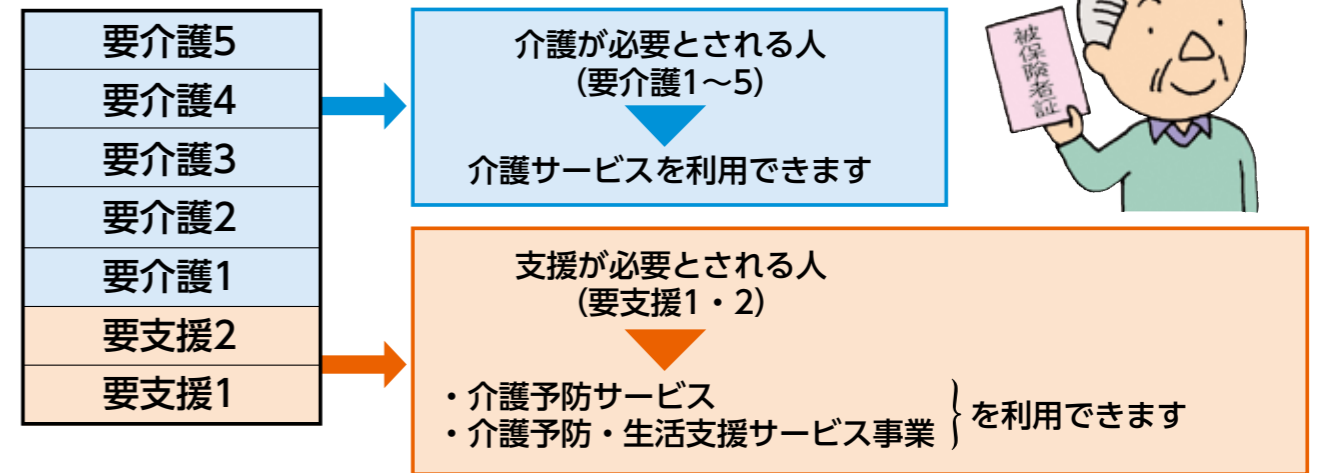 要介護5
要介護4
要介護3
要介護2
要介護1
要支援2
要支援1
介護が必要とされる人
（要介護1～5）
介護サービスを利用できます
被保険者証
支援が必要とされる人
（要支援1・2）
・介護予防サービス
・介護予防・生活支援サービス事業
を利用できます